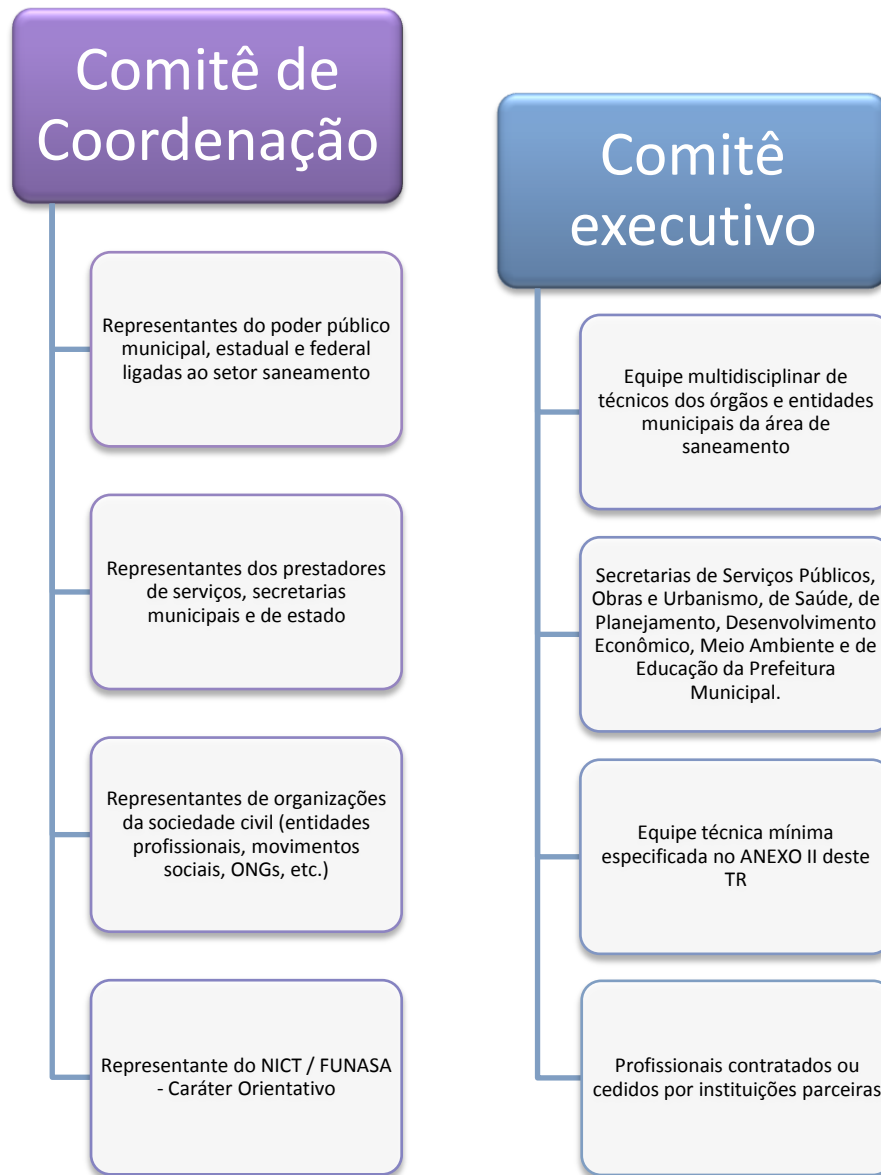 Comitê de
Coordenação
Representantes do poder público
municipal, estadual e federal
ligadas ao setor saneamento
Representantes dos prestadores
de serviços, secretarias
municipais e de estado
Representantes de organizações
da sociedade civil (entidades
profissionais, movimentos
sociais, ONGs, etc.)
Representante do NICT / FUNASA
- Caráter Orientativo
Comitê
executivo
Equipe multidisciplinar de
técnicos dos órgãos e entidades
municipais da área de
saneamento
Secretarias de Serviços Públicos,
Obras e Urbanismo, de Saúde, de
Planejamento, Desenvolvimento
Econômico, Meio Ambiente e de
Educação da Prefeitura
Municipal.
Equipe técnica mínima
especificada no ANEXO II deste
TR
Profissionais contratados ou
cedidos por instituições parceiras